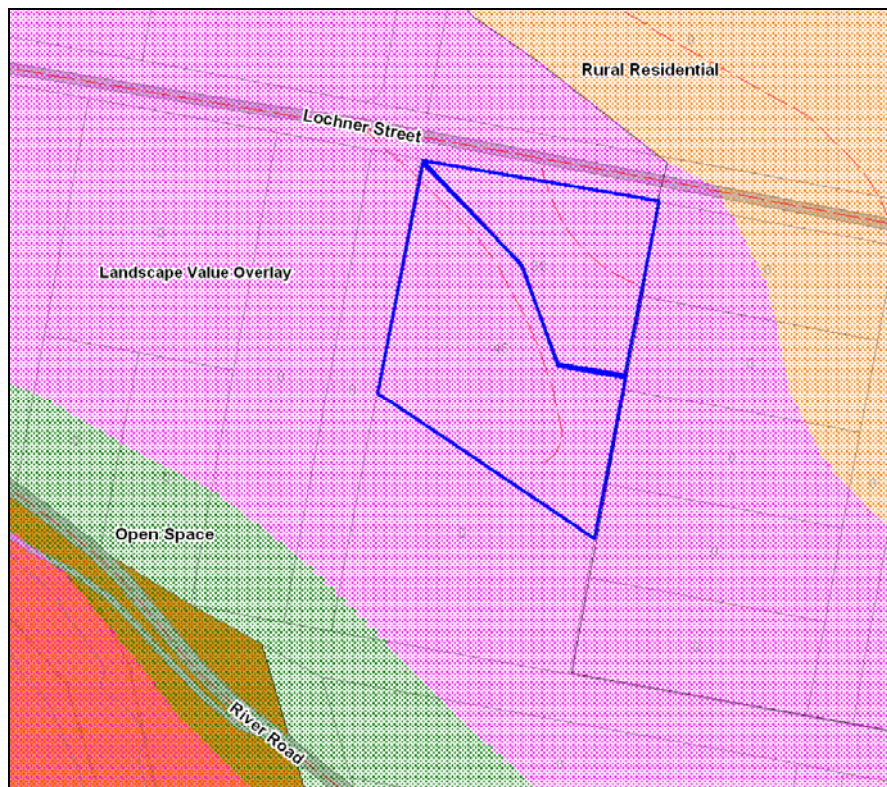 Rural Residential
Lochner Street
Landscape Value Overlay
Open Space
River Road